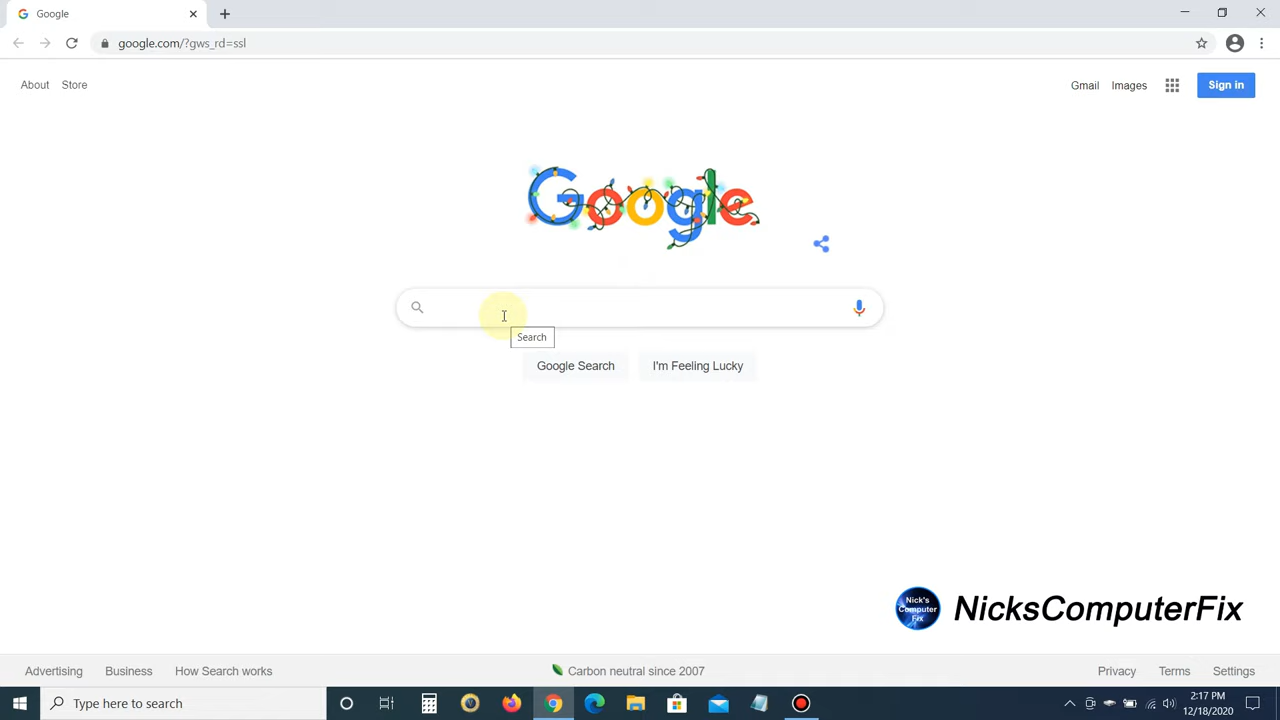 Google
google.com/?gws_rd=ssl
About Store
Gmail Images Sign in
Google
Search
Google Search I'm Feeling Lucky
Nick's
Computer
Fix
NicksComputerFix
Advertising Business How Search works
Carbon neutral since 2007
Privacy Terms Settings
Type here to search
2:17 PM
12/18/2020